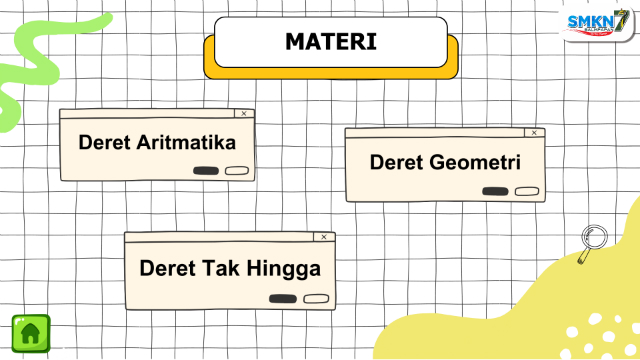 MATERI
SMKN 7
Deret Aritmatika
Deret Geometri
Deret Tak Hingga